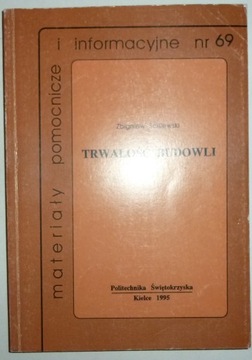 materiały pomocnicze i informacyjne nr 69
Zbigniew
TRWAŁOŚĆ BUDOWLI
Politechnika Świętokrzyska
Kielce 1995